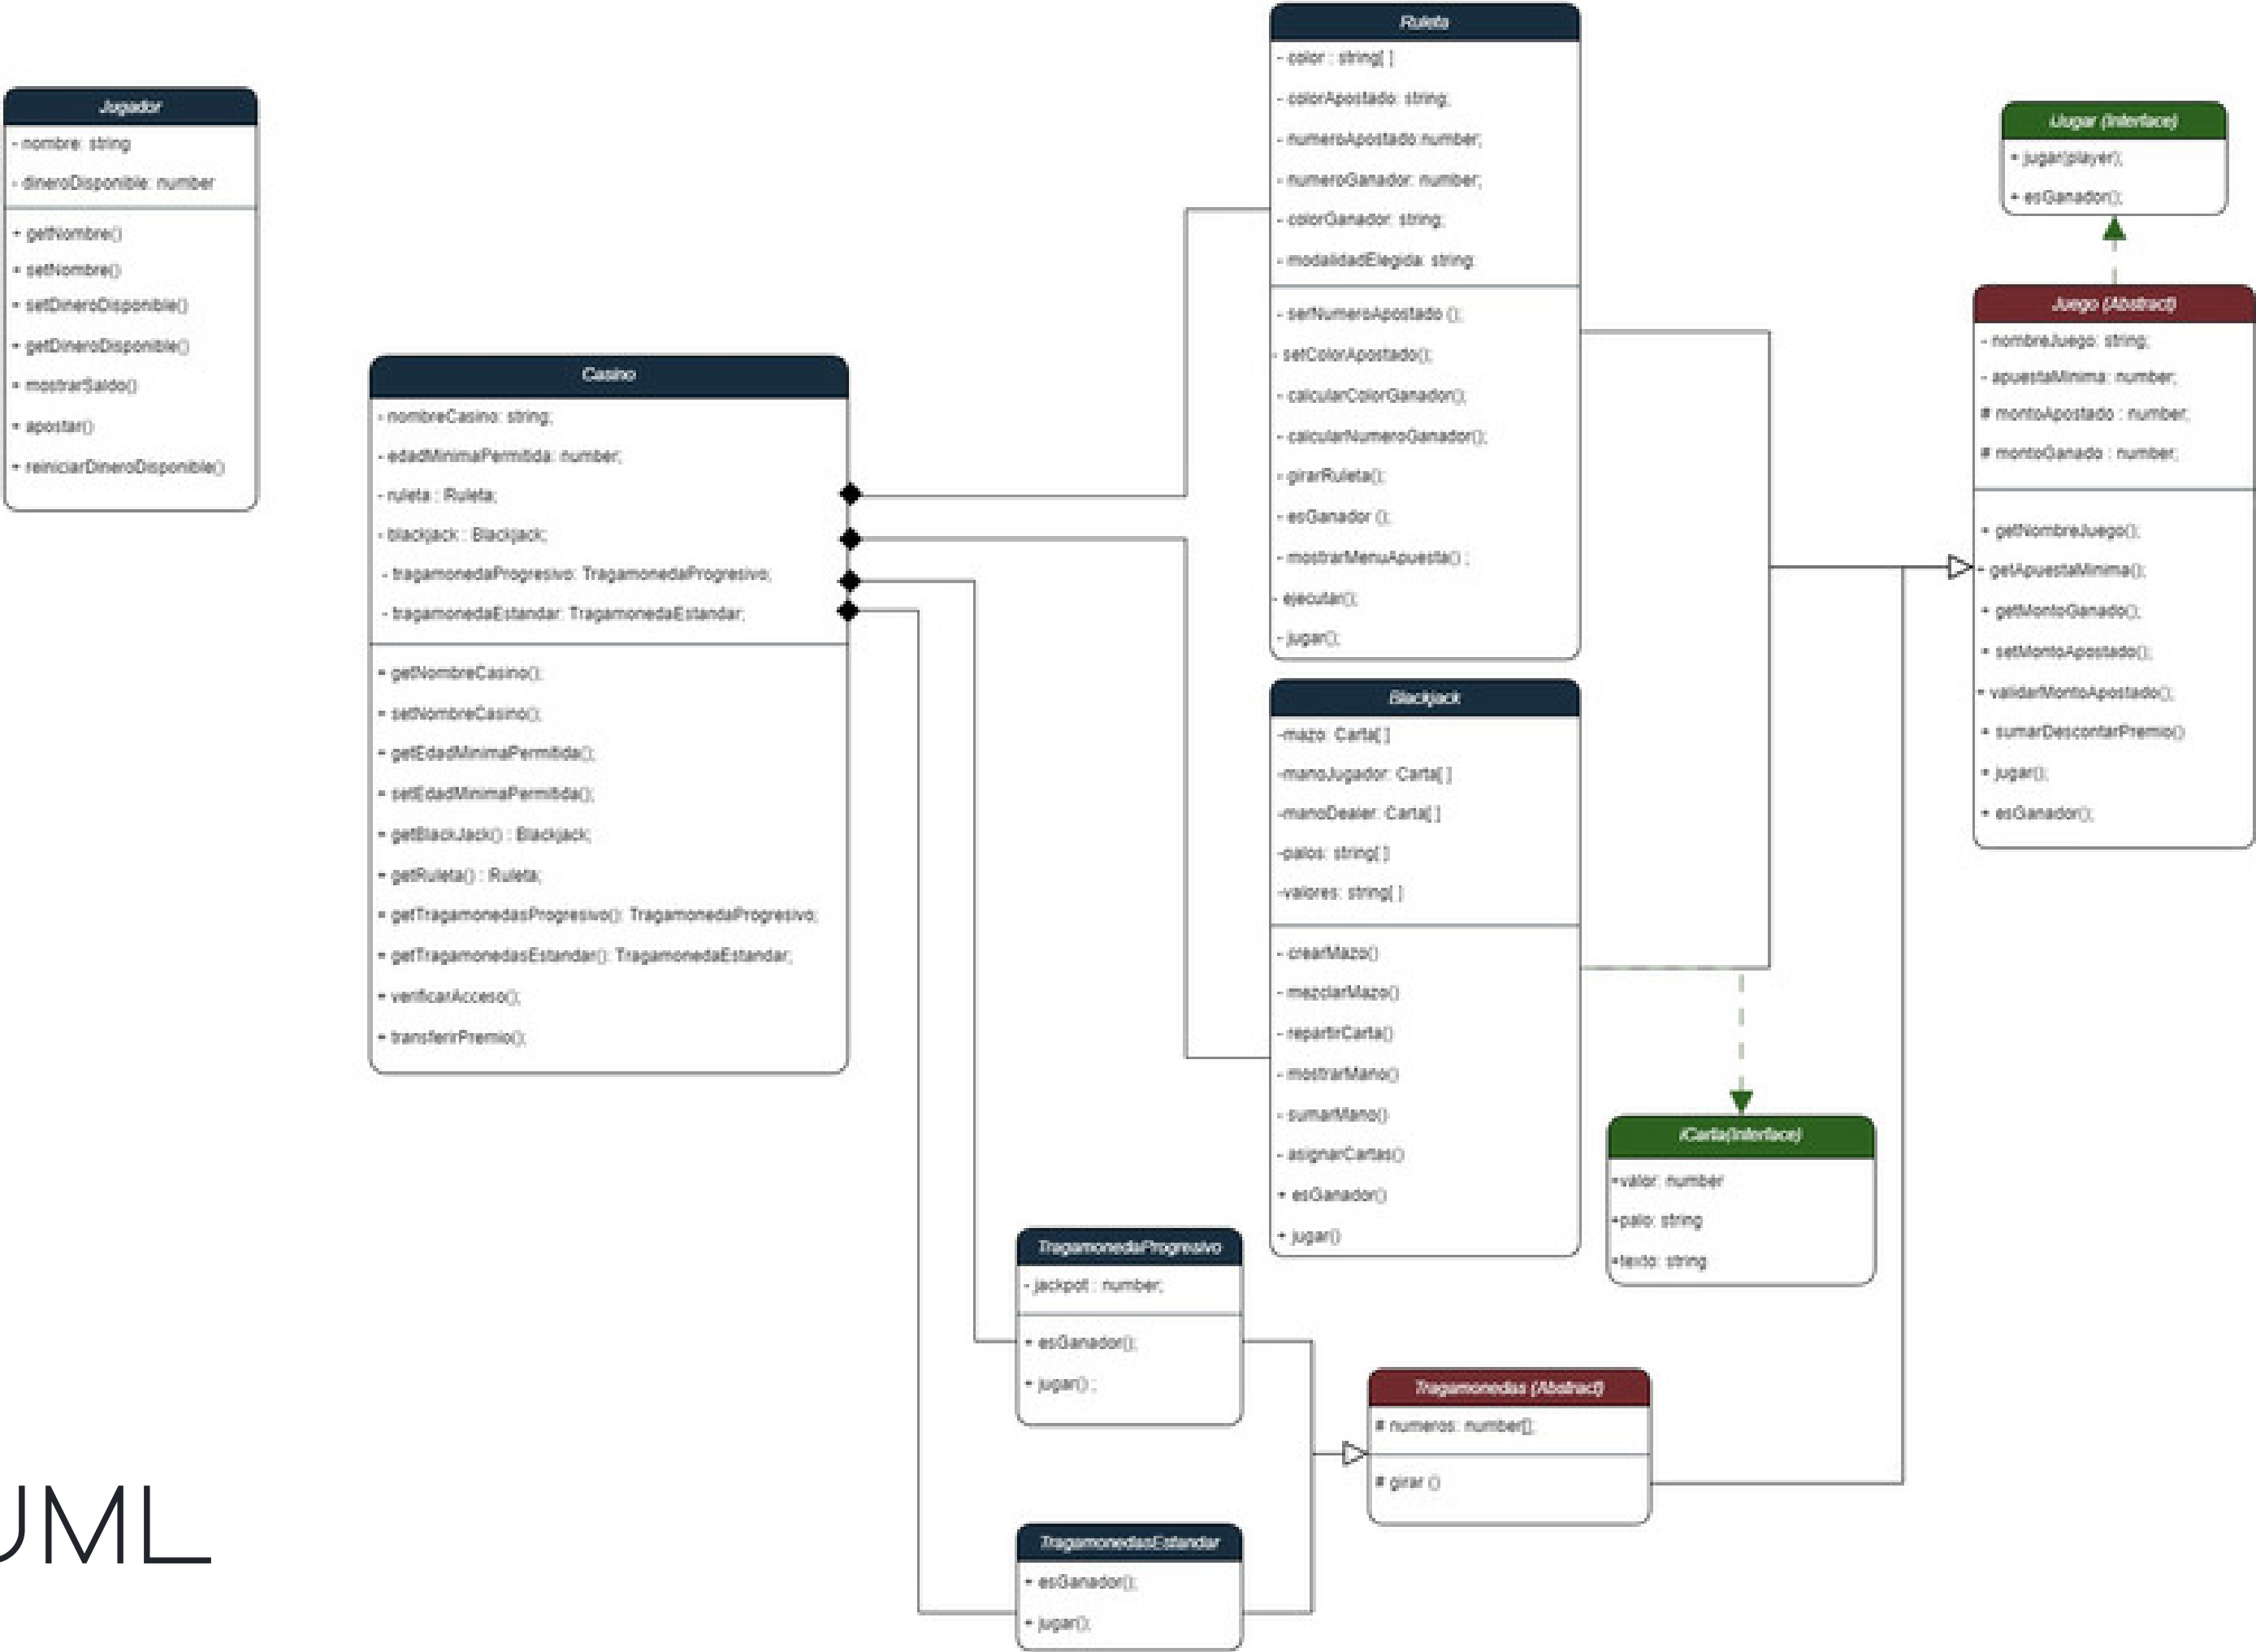 Jugador
- nombre: string
- dineroDisponible: number
+ getNombre()
+ setNombre()
+ setDineroDisponible()
+ getDineroDisponible()
+ mostrarSaldo()
+ apostar()
+ reiniciarDineroDisponible()
Casino
- nombreCasino: string;
- edadMinimaPermitida: number;
- ruleta : Ruleta;
- blackjack : Blackjack;
- tragamonedaProgresivo: TragamonedaProgresivo;
- tragamonedaEstandar: TragamonedaEstandar;
+ getNombreCasino();
+ setNombreCasino();
+ getEdadMinimaPermitida();
+ setEdadMinimaPermitida();
+ getBlackJack() : Blackjack;
+ getRuleta() : Ruleta;
+ getTragamonedasProgresivo(): TragamonedaProgresivo;
+ getTragamonedasEstandar(): TragamonedaEstandar;
+ verificarAcceso();
+ transferirPremio();
Ruleta
- color : string[ ]
- colorApostado: string;
- numeroApostado:number;
- numeroGanador: number;
- colorGanador: string;
- modalidadElegida: string
- serNumeroApostado ();
- setColorApostado();
- calcularColorGanador();
- calcularNumeroGanador();
- girarRuleta();
- esGanador ();
- mostrarMenuApuesta() ;
- ejecutar();
- jugar();
Blackjack
-mazo: Carta[ ]
-manoJugador: Carta[ ]
-manoDealer: Carta[ ]
-palos: string[ ]
-valores: string[ ]
- crearMazo()
- mezclarMazo()
- repartirCarta()
- mostrarMano()
- sumarMano()
- asignarCartas()
+ esGanador()
+ jugar()
iJugar (Interface)
+ jugar(player);
+ esGanador();
Juego (Abstract)
- nombreJuego: string;
- apuestaMinima: number;
# montoApostado : number;
# montoGanado : number;
+ getNombreJuego();
+ getApuestaMinima();
+ getMontoGanado();
+ setMontoApostado();
+ validarMontoApostado();
+ sumarDescontarPremio()
+ jugar();
+ esGanador();
iCarta(Interface)
+valor: number
+palo: string
+texto: string
TragamonedaProgresivo
- jackpot : number;
+ esGanador();
+ jugar() ;
Tragamonedas (Abstract)
# numeros: number[];
# girar ()
TragamonedasEstandar
+ esGanador();
+ jugar();
UML